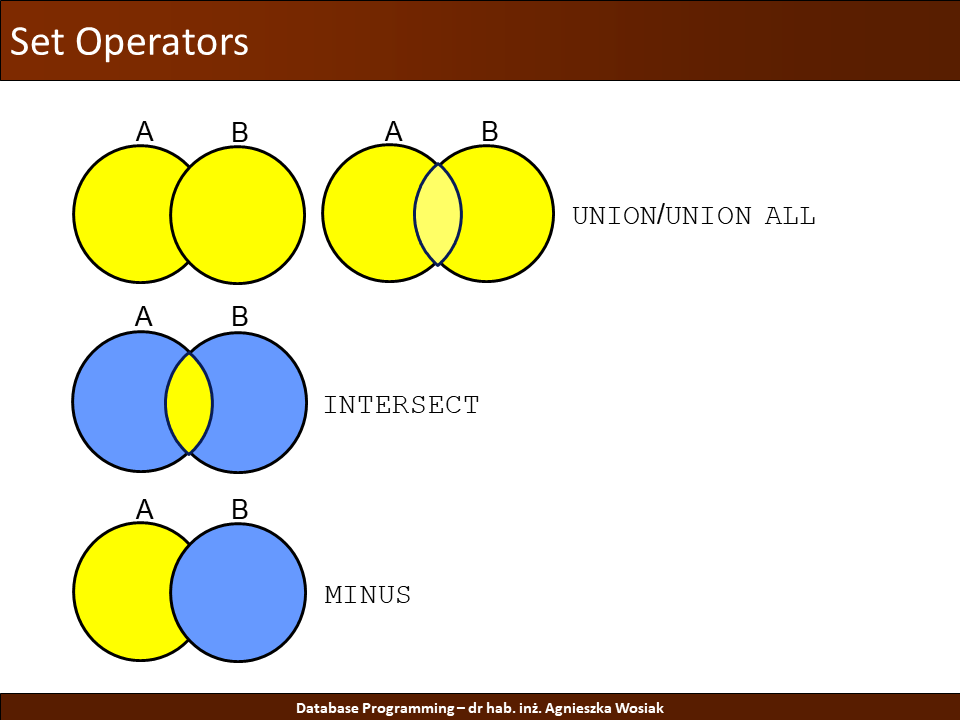 Set Operators
A B A B
UNION/UNION ALL
A B
INTERSECT
A B
MINUS
Database Programming – dr hab. inż. Agnieszka Wosiak